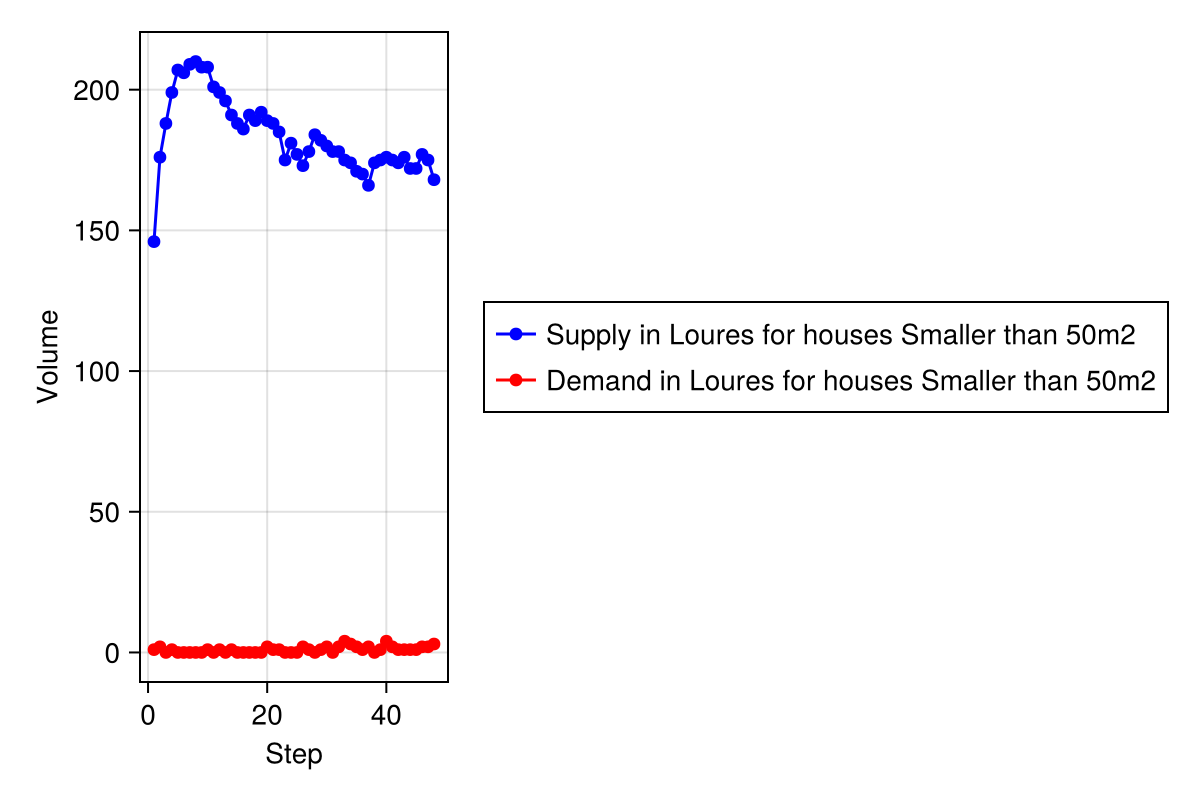 Volume
200
150
100
50
0
0 20 40
Step
Supply in Loures for houses Smaller than 50m2
Demand in Loures for houses Smaller than 50m2